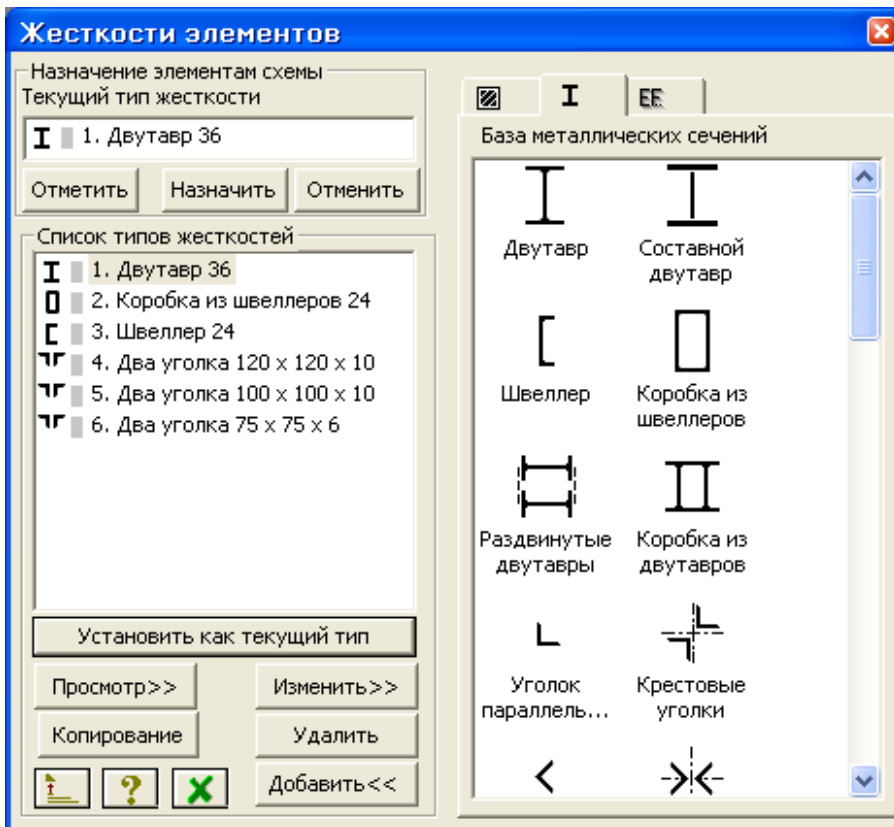 Жесткости элементов
Назначение элементам схемы
Текущий тип жесткости
1. Двутавр 36
Отметить
Назначить
Отменить
Список типов жесткостей
1. Двутавр 36
2. Коробка из швеллеров 24
3. Швеллер 24
4. Два уголка 120 x 120 x 10
5. Два уголка 100 x 100 x 10
6. Два уголка 75 x 75 x 6
Установить как текущий тип
Просмотр>>
Изменить>>
Копирование
Удалить
?
Добавить<<
EF
База металлических сечений
Двутавр
Составной
двутавр
Швеллер
Коробка из
швеллеров
Раздвинутые
двутавры
Коробка из
двутавров
Уголок
параллель...
Крестовые
уголки